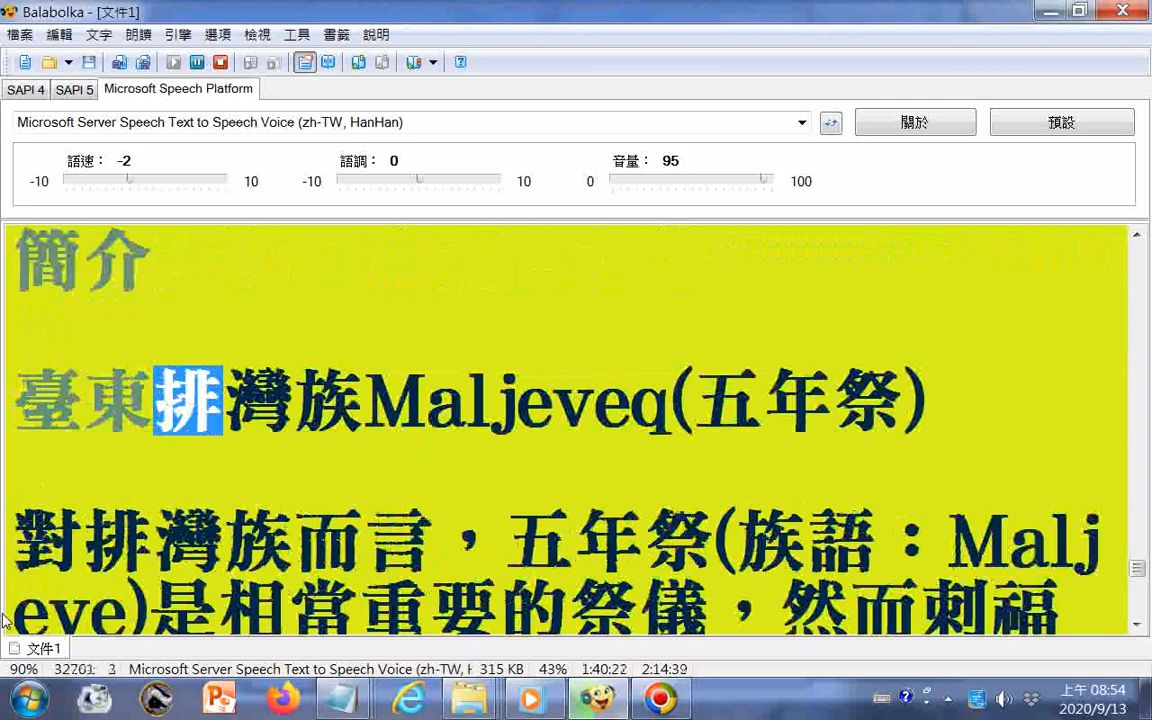 Balabolka - [文件1]
檔案 編輯 文字 朗讀 引擎 選項 檢視 工具 書籤 說明
SAPI 4 SAPI 5 Microsoft Speech Platform
Microsoft Server Speech Text to Speech Voice (zh-TW, HanHan) 關於 預設
語速： -2 語調： 0 音量： 95
-10 10 -10 10 0 100
簡介
臺東排灣族Maljeveq(五年祭)
對排灣族而言，五年祭(族語：Malj
eve)是相當重要的祭儀，然而刺福
文件1
90% 32761 3 Microsoft Server Speech Text to Speech Voice (zh-TW, H 315 KB 43% 1:40:22 2:14:39
上午 08:54
2020/9/13